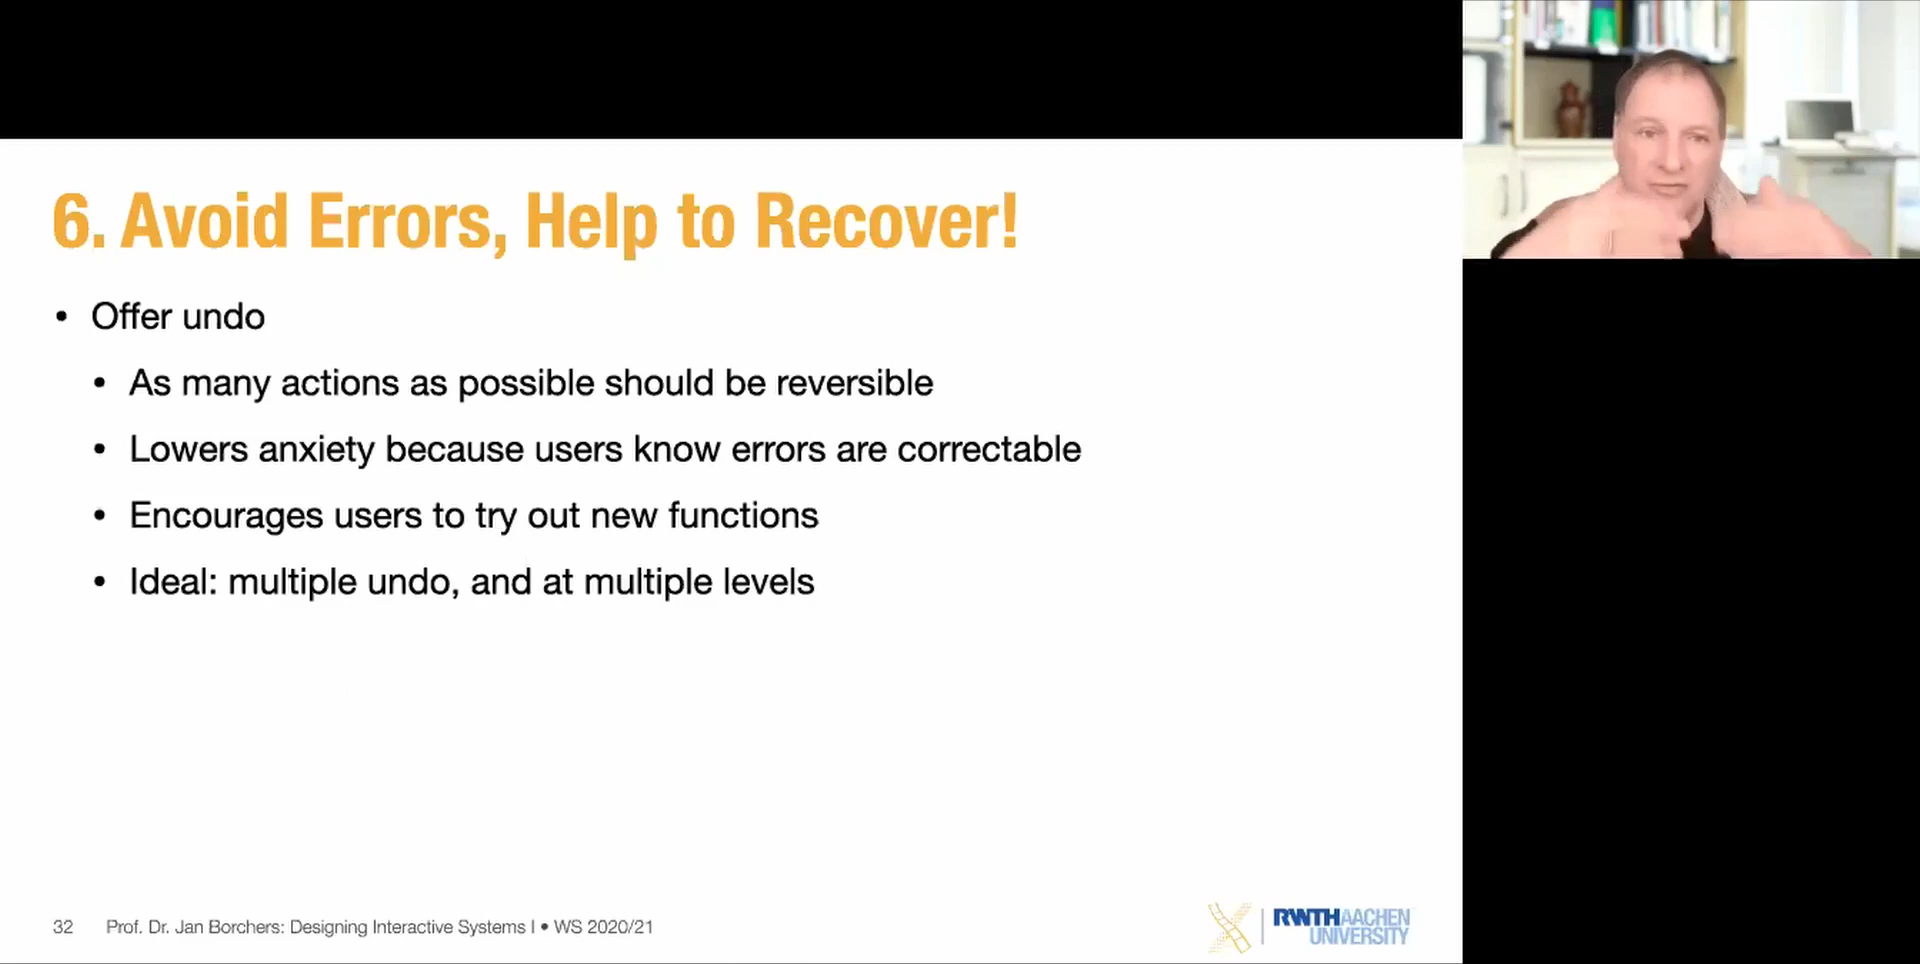 6. Avoid Errors, Help to Recover!
• Offer undo
• As many actions as possible should be reversible
• Lowers anxiety because users know errors are correctable
• Encourages users to try out new functions
• Ideal: multiple undo, and at multiple levels
32 Prof. Dr. Jan Borchers: Designing Interactive Systems I • WS 2020/21
RWTHAACHEN
UNIVERSITY